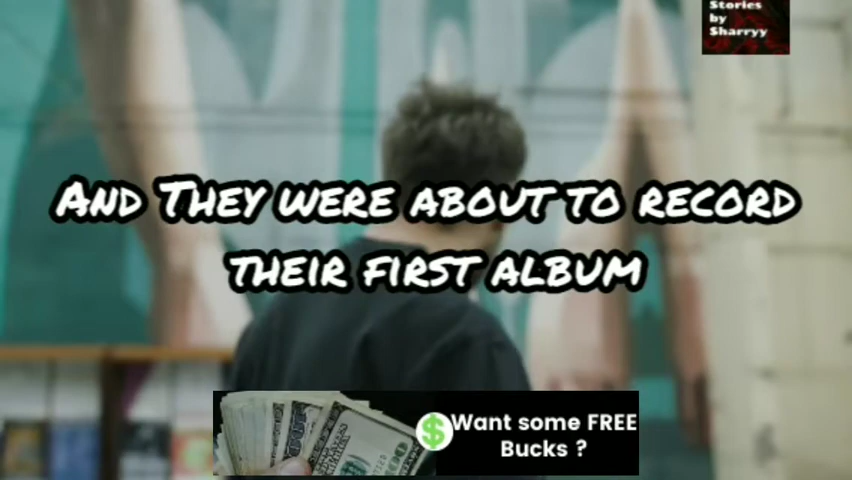 Stories
by
Sharryy
AND THEY WERE ABOUT TO RECORD
THEIR FIRST ALBUM
Want some FREE
Bucks ?